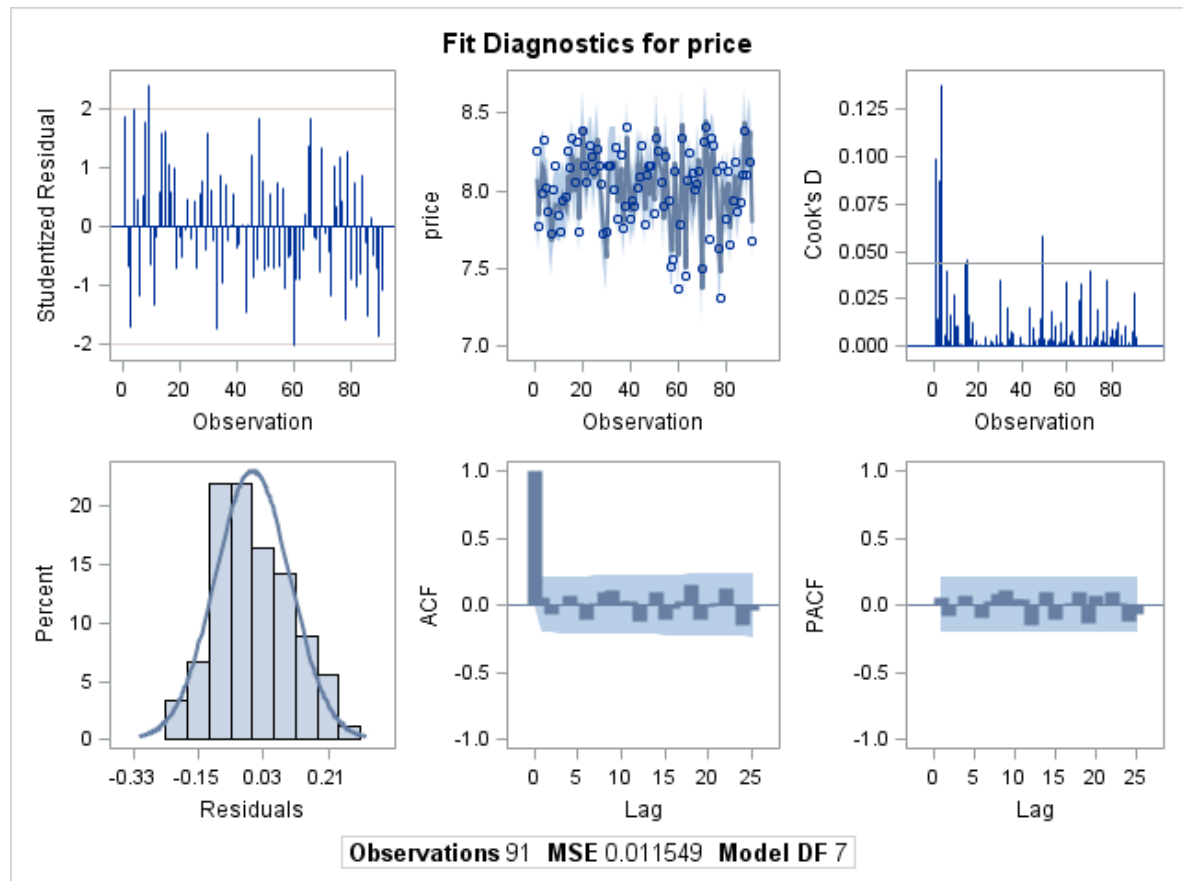 Fit Diagnostics for price
Studentized Residual
2
1
0
-1
-2
0 20 40 60 80
Observation
price
8.5
8.0
7.5
7.0
0 20 40 60 80
Observation
Cook's D
0.125
0.100
0.075
0.050
0.025
0.000
0 20 40 60 80
Observation
Percent
20
15
10
5
0
-0.33 -0.15 0.03 0.21
Residuals
ACF
1.0
0.5
0.0
-0.5
-1.0
0 5 10 15 20 25
Lag
PACF
1.0
0.5
0.0
-0.5
-1.0
0 5 10 15 20 25
Lag
Observations 91 MSE 0.011549 Model DF 7